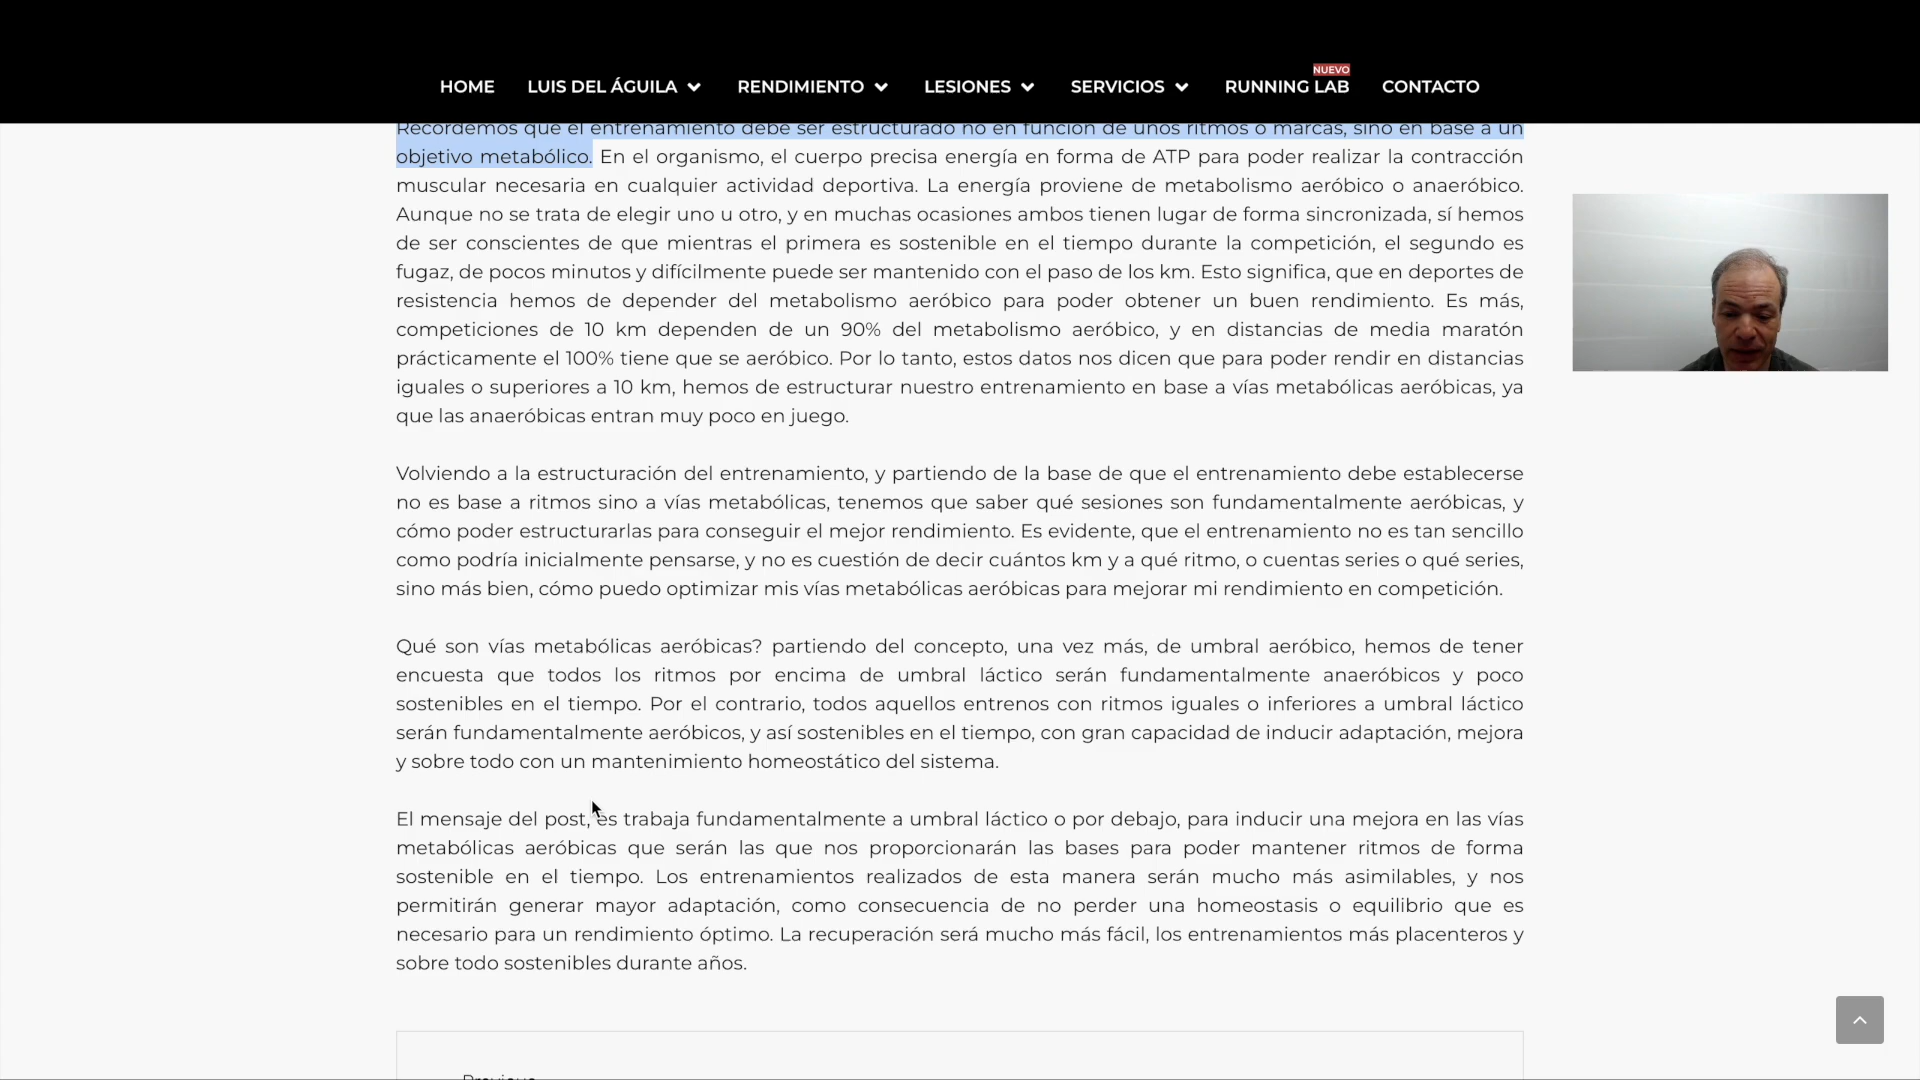 NUEVO
HOME LUIS DEL ÁGUILA RENDIMIENTO LESIONES SERVICIOS RUNNING LAB CONTACTO
Recordemos que el entrenamiento debe ser estructurado no en función de unos ritmos o marcas, sino en base a un
objetivo metabólico. En el organismo, el cuerpo precisa energía en forma de ATP para poder realizar la contracción
muscular necesaria en cualquier actividad deportiva. La energía proviene de metabolismo aeróbico o anaeróbico.
Aunque no se trata de elegir uno u otro, y en muchas ocasiones ambos tienen lugar de forma sincronizada, sí hemos
de ser conscientes de que mientras el primera es sostenible en el tiempo durante la competición, el segundo es
fugaz, de pocos minutos y difícilmente puede ser mantenido con el paso de los km. Esto significa, que en deportes de
resistencia hemos de depender del metabolismo aeróbico para poder obtener un buen rendimiento. Es más,
competiciones de 10 km dependen de un 90% del metabolismo aeróbico, y en distancias de media maratón
prácticamente el 100% tiene que se aeróbico. Por lo tanto, estos datos nos dicen que para poder rendir en distancias
iguales o superiores a 10 km, hemos de estructurar nuestro entrenamiento en base a vías metabólicas aeróbicas, ya
que las anaeróbicas entran muy poco en juego.
Volviendo a la estructuración del entrenamiento, y partiendo de la base de que el entrenamiento debe establecerse
no es base a ritmos sino a vías metabólicas, tenemos que saber qué sesiones son fundamentalmente aeróbicas, y
cómo poder estructurarlas para conseguir el mejor rendimiento. Es evidente, que el entrenamiento no es tan sencillo
como podría inicialmente pensarse, y no es cuestión de decir cuántos km y a qué ritmo, o cuentas series o qué series,
sino más bien, cómo puedo optimizar mis vías metabólicas aeróbicas para mejorar mi rendimiento en competición.
Qué son vías metabólicas aeróbicas? partiendo del concepto, una vez más, de umbral aeróbico, hemos de tener
encuesta que todos los ritmos por encima de umbral láctico serán fundamentalmente anaeróbicos y poco
sostenibles en el tiempo. Por el contrario, todos aquellos entrenos con ritmos iguales o inferiores a umbral láctico
serán fundamentalmente aeróbicos, y así sostenibles en el tiempo, con gran capacidad de inducir adaptación, mejora
y sobre todo con un mantenimiento homeostático del sistema.
El mensaje del post, es trabaja fundamentalmente a umbral láctico o por debajo, para inducir una mejora en las vías
metabólicas aeróbicas que serán las que nos proporcionarán las bases para poder mantener ritmos de forma
sostenible en el tiempo. Los entrenamientos realizados de esta manera serán mucho más asimilables, y nos
permitirán generar mayor adaptación, como consecuencia de no perder una homeostasis o equilibrio que es
necesario para un rendimiento óptimo. La recuperación será mucho más fácil, los entrenamientos más placenteros y
sobre todo sostenibles durante años.
Previous